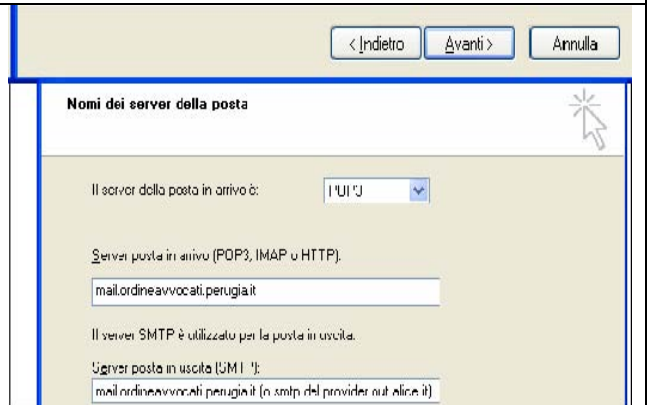 < Indietro Avanti > Annulla
Nomi dei server della posta
Il server della posta in arrivo è: POP3
Server posta in arrivo (POP3, IMAP o HTTP).
mail.ordineavvocati.perugia.it
Il server SMTP è utilizzato per la posta in uscita.
Server posta in uscita (SMTP):
mail.ordineavvocati.perugia.it (o smtp del provider out.alice.it)